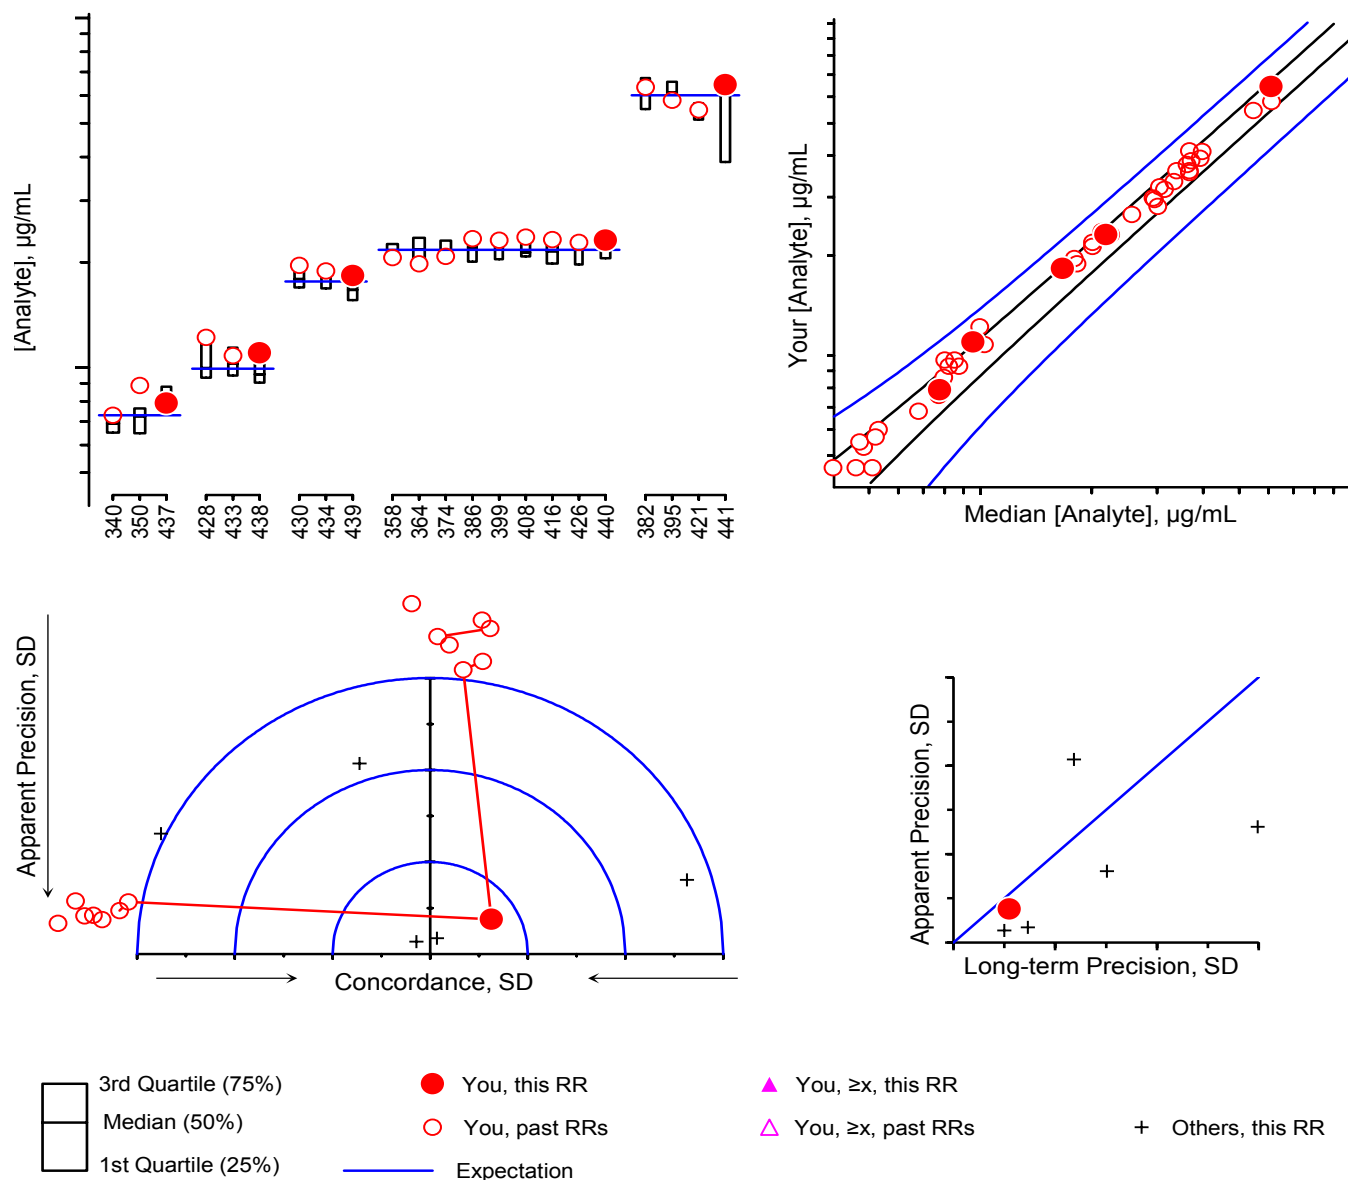 [Analyte], µg/mL
340
350
437
428
433
438
430
434
439
358
364
374
386
399
408
416
426
440
382
395
421
441
Your [Analyte], µg/mL
Median [Analyte], µg/mL
Apparent Precision, SD
Concordance, SD
Apparent Precision, SD
Long-term Precision, SD
3rd Quartile (75%)
Median (50%)
1st Quartile (25%)
You, this RR
You, past RRs
Expectation
You, ≥x, this RR
You, ≥x, past RRs
Others, this RR